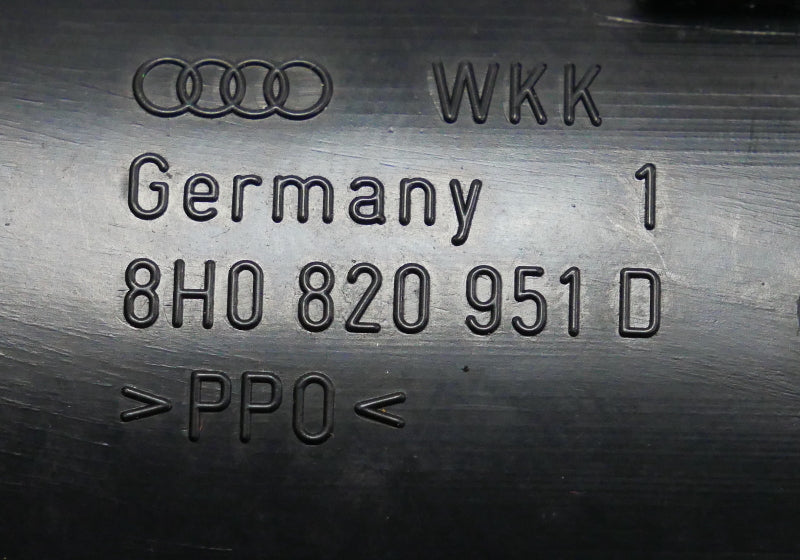 WKK
Germany 1
8H0 820 951 D
>PPO<